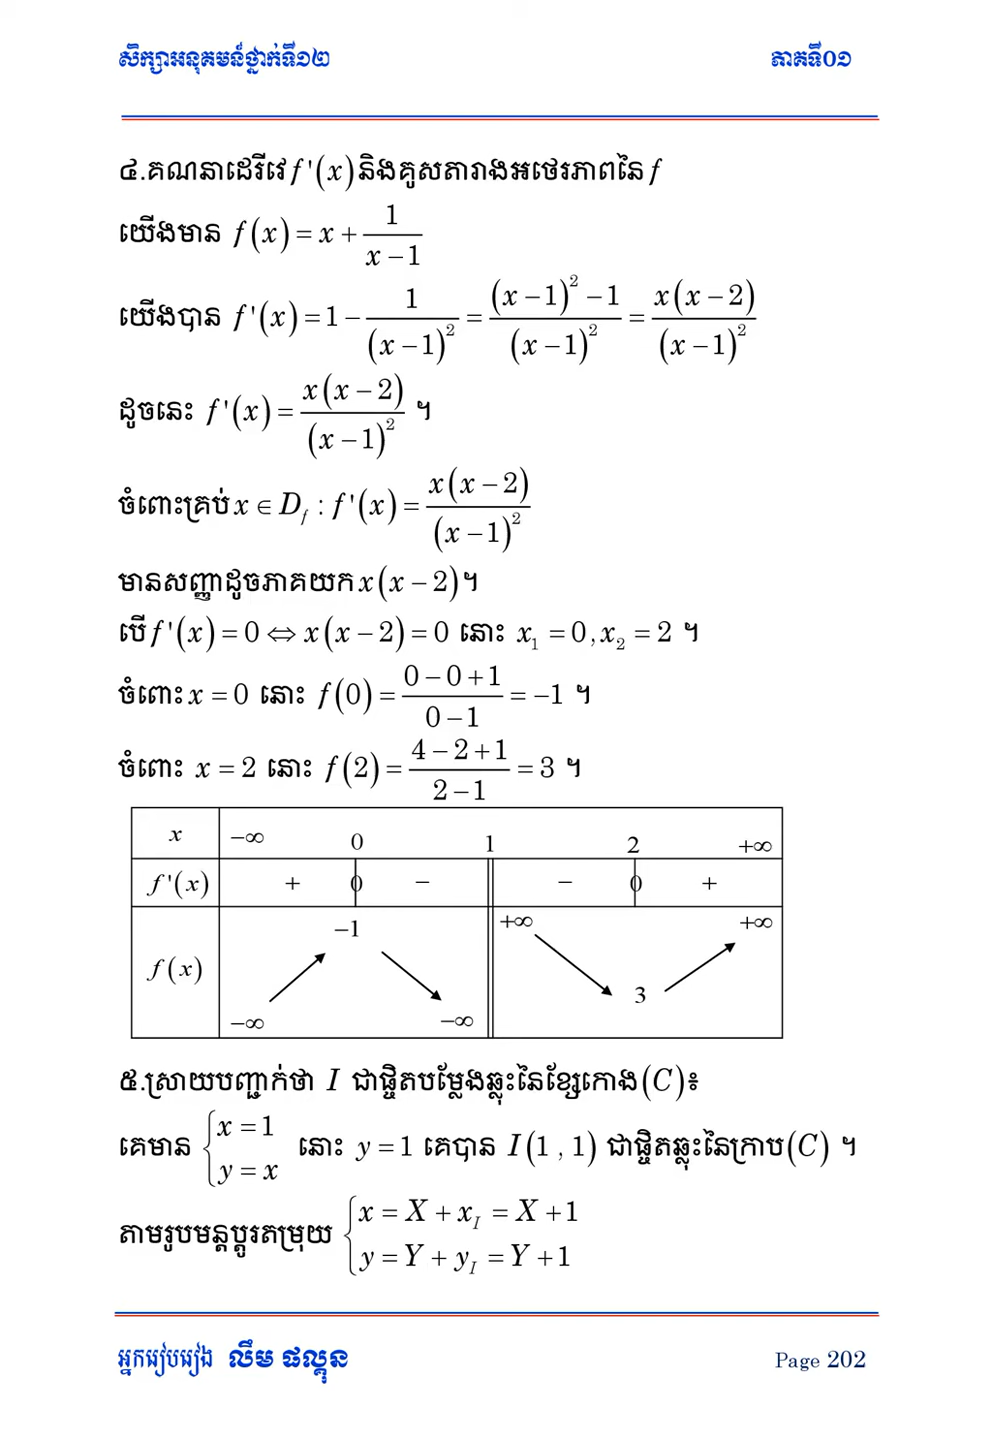 សិក្សាអនុគមន៍ថ្នាក់ទី១២ ភាគទី០១
៤.គណនាដេរីវេ f'(x) និងគូសតារាងអថេរភាពនៃ f
យើងមាន f(x) = x + 1/(x − 1)
យើងបាន f'(x) = 1 − 1/(x − 1)² = ((x − 1)² − 1)/(x − 1)² = x(x − 2)/(x − 1)²
ដូចនេះ f'(x) = x(x − 2)/(x − 1)² ។
ចំពោះគ្រប់ x ∈ D_f : f'(x) = x(x − 2)/(x − 1)²
មានសញ្ញាដូចភាគយក x(x − 2) ។
បើ f'(x) = 0 ⇔ x(x − 2) = 0 នោះ x₁ = 0, x₂ = 2 ។
ចំពោះ x = 0 នោះ f(0) = (0 − 0 + 1)/(0 − 1) = −1 ។
ចំពោះ x = 2 នោះ f(2) = (4 − 2 + 1)/(2 − 1) = 3 ។
x −∞ 0 1 2 +∞
f'(x) + 0 − − 0 +
−1 +∞ +∞
f(x)
3
−∞ −∞
៥.ស្រាយបញ្ជាក់ថា I ជាផ្ចិតបម្លែងឆ្លុះនៃខ្សែកោង (C) ៖
គេមាន { x = 1 y = x នោះ y = 1 គេបាន I(1 , 1) ជាផ្ចិតឆ្លុះនៃក្រាប (C) ។
តាមរូបមន្តប្តូរតម្រុយ { x = X + x_I = X + 1 y = Y + y_I = Y + 1
អ្នករៀបរៀង លឹម ផល្គុន Page 202